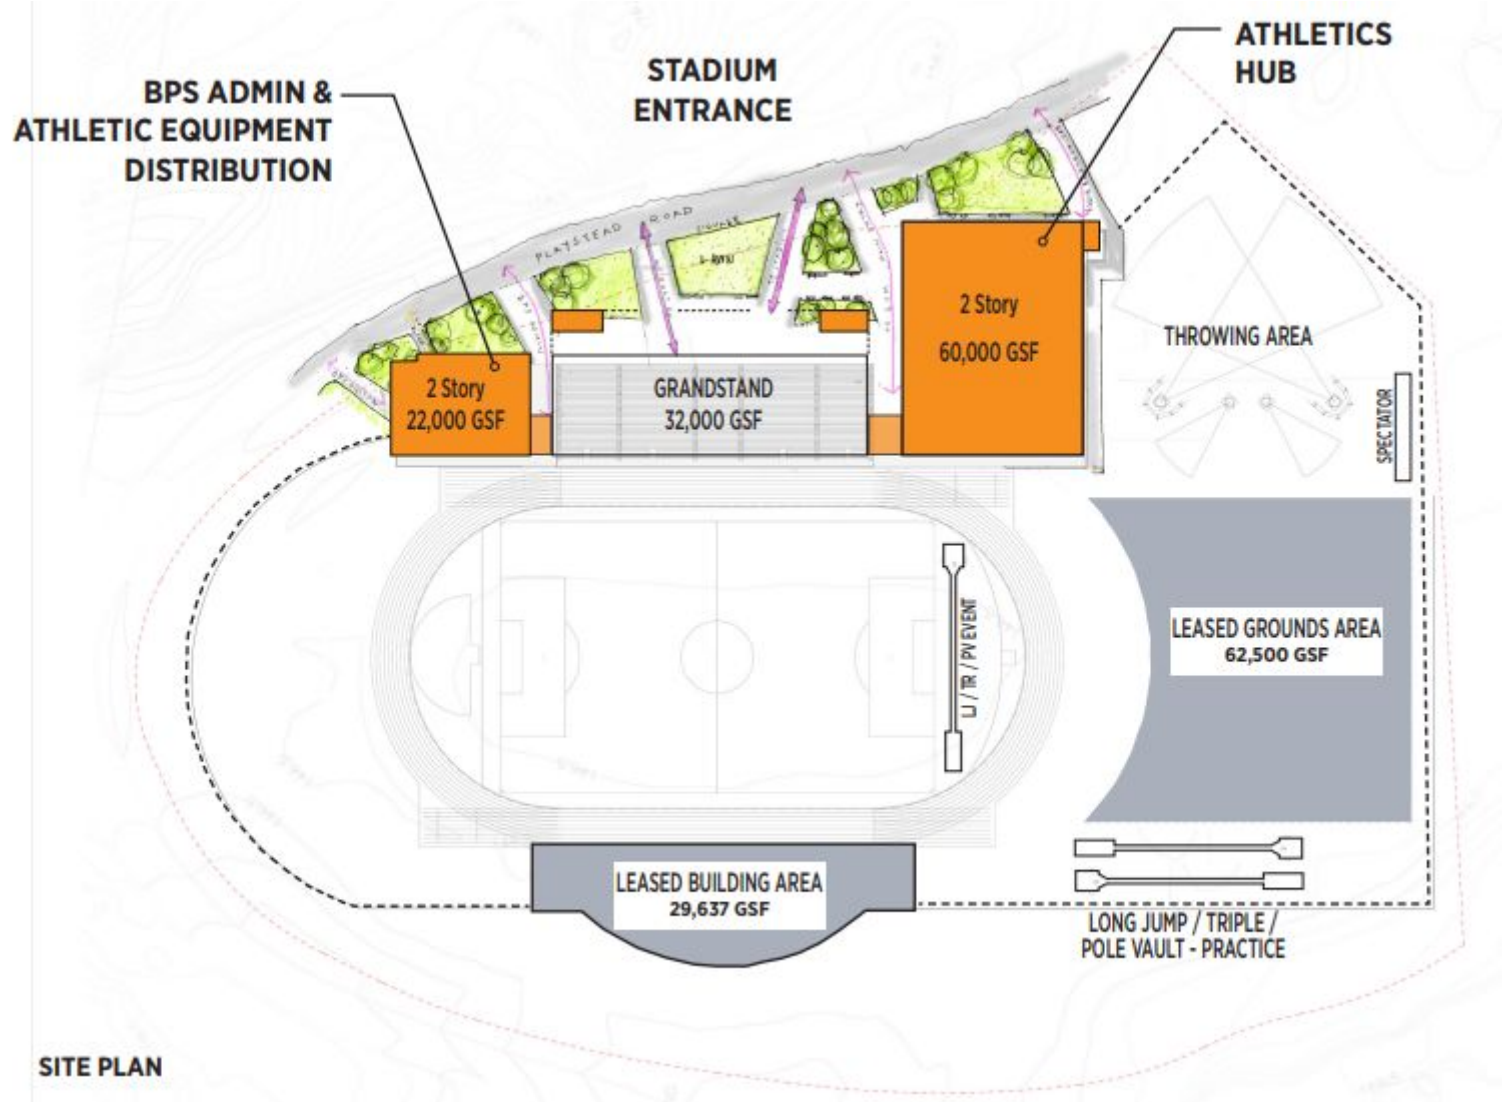 ATHLETICS
HUB
STADIUM
ENTRANCE
BPS ADMIN &
ATHLETIC EQUIPMENT
DISTRIBUTION
PLAYSTEAD ROAD
2 Story
60,000 GSF
THROWING AREA
2 Story
22,000 GSF
GRANDSTAND
32,000 GSF
SPECTATOR
LJ / TR / PV EVENT
LEASED GROUNDS AREA
62,500 GSF
LEASED BUILDING AREA
29,637 GSF
LONG JUMP / TRIPLE /
POLE VAULT - PRACTICE
SITE PLAN